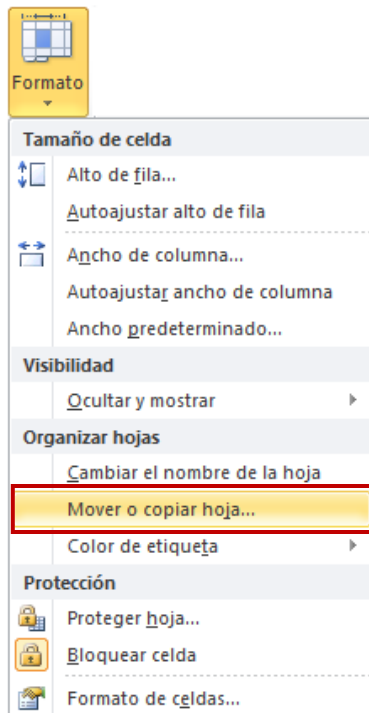 Formato
Tamaño de celda
Alto de fila...
Autoajustar alto de fila
Ancho de columna...
Autoajustar ancho de columna
Ancho predeterminado...
Visibilidad
Ocultar y mostrar
Organizar hojas
Cambiar el nombre de la hoja
Mover o copiar hoja...
Color de etiqueta
Protección
Proteger hoja...
Bloquear celda
Formato de celdas...